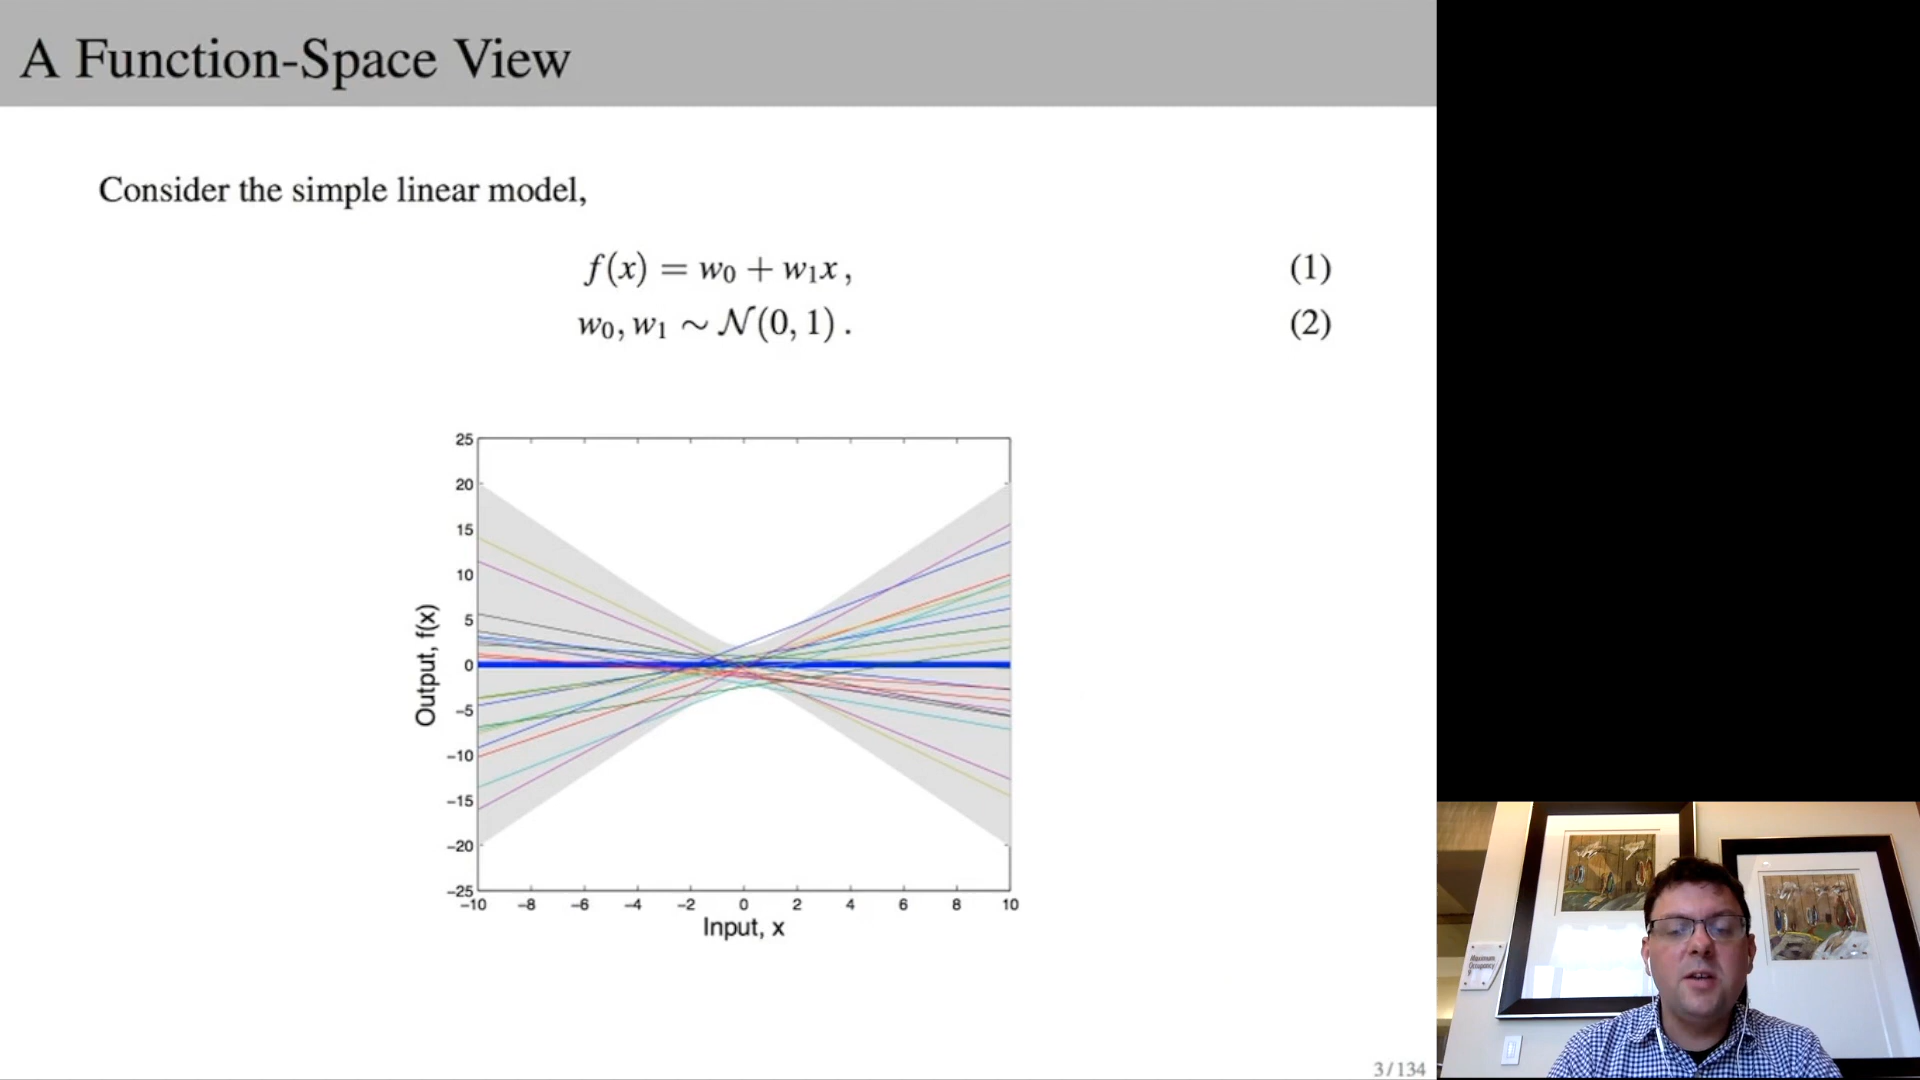 A Function-Space View
Consider the simple linear model,
f(x) = w₀ + w₁x , (1)
w₀, w₁ ∼ 𝒩(0, 1) . (2)
25
20
15
10
5
0
−5
−10
−15
−20
−25
Output, f(x)
−10 −8 −6 −4 −2 0 2 4 6 8 10
Input, x
3 / 134
Maximum
Occupancy